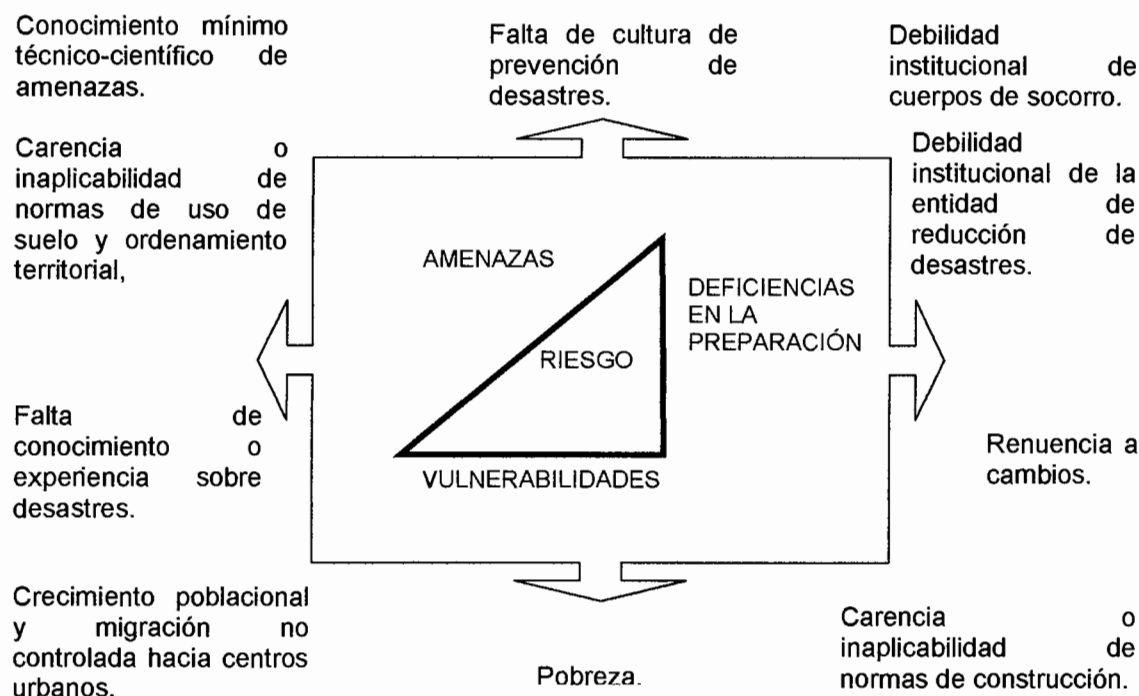 Conocimiento mínimo
técnico-científico de
amenazas.
Falta de cultura de
prevención de
desastres.
Debilidad
institucional de
cuerpos de socorro.
Carencia o
inaplicabilidad de
normas de uso de
suelo y ordenamiento
territorial,
Debilidad
institucional de la
entidad de
reducción de
desastres.
AMENAZAS
DEFICIENCIAS
EN LA
PREPARACIÓN
RIESGO
VULNERABILIDADES
Falta de
conocimiento o
experiencia sobre
desastres.
Renuencia a
cambios.
Crecimiento poblacional
y migración no
controlada hacia centros
urbanos.
Pobreza.
Carencia o
inaplicabilidad de
normas de construcción.